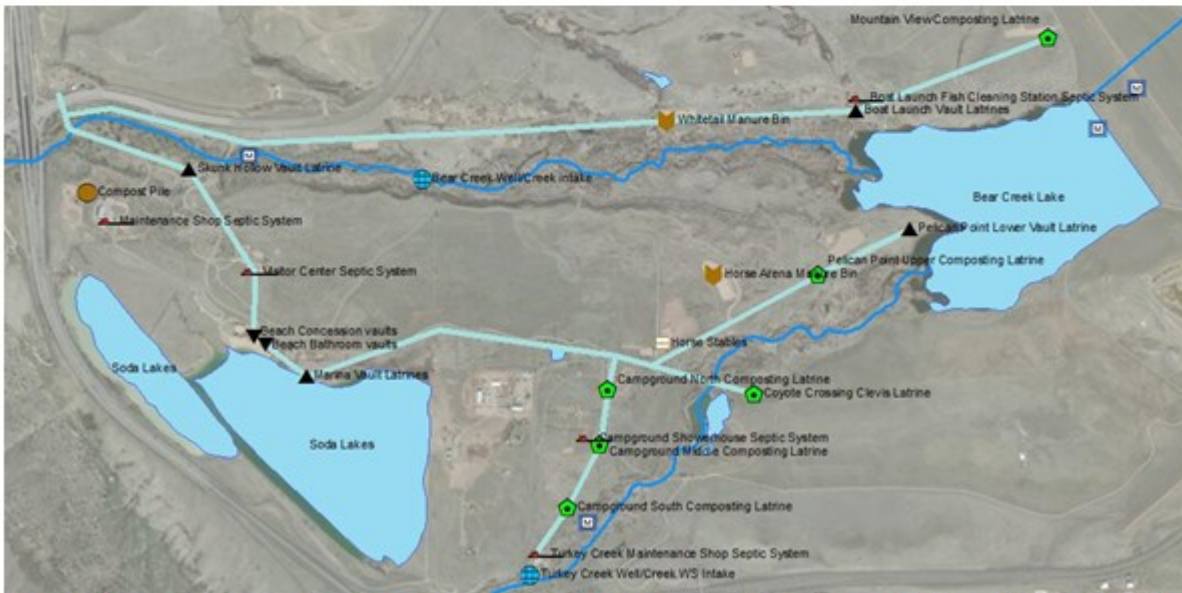 Mountain View Composting Latrine
Boat Launch Fish Cleaning Station Septic System
Boat Launch Vault Latrines
Whitetail Manure Bin
M
M
M
Skunk Hollow Vault Latrine
Bear Creek Well/Creek intake
Compost Pile
Bear Creek Lake
Maintenance Shop Septic System
Pelican Point Lower Vault Latrine
Pelican Point Upper Composting Latrine
Visitor Center Septic System
Horse Arena Manure Bin
Beach Concession vaults
Beach Bathroom vaults
Horse Stables
Soda Lakes
Marina Vault Latrines
Campground North Composting Latrine
Coyote Crossing Clevis Latrine
Soda Lakes
Campground Showerhouse Septic System
Campground Middle Composting Latrine
Campground South Composting Latrine
M
Turkey Creek Maintenance Shop Septic System
Turkey Creek Well/Creek WS Intake